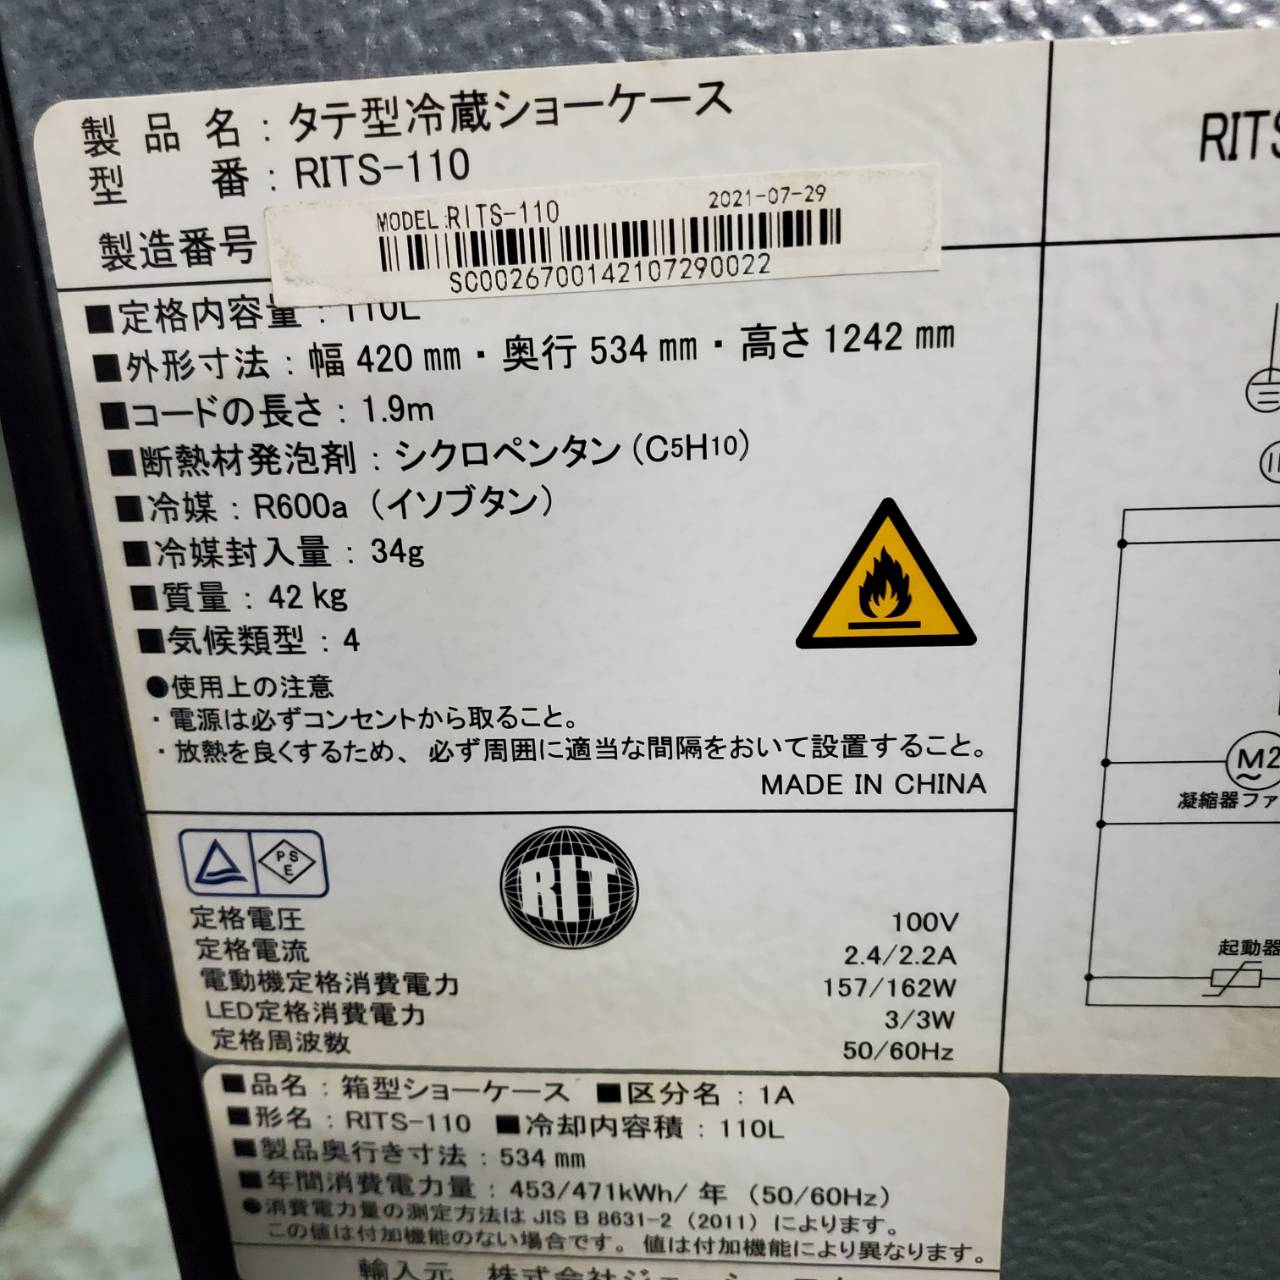 製品名：タテ型冷蔵ショーケース
型番：RITS-110
製造番号
MODEL:RITS-110 2021-07-29
SC0026700142107290022
■定格内容量：110L
■外形寸法：幅 420 mm・奥行 534 mm・高さ 1242 mm
■コードの長さ：1.9m
■断熱材発泡剤：シクロペンタン(C5H10)
■冷媒：R600a（イソブタン）
■冷媒封入量：34g
■質量：42 kg
■気候類型：4
●使用上の注意
・電源は必ずコンセントから取ること。
・放熱を良くするため、必ず周囲に適当な間隔をおいて設置すること。
MADE IN CHINA
PSE
RIT
定格電圧 100V
定格電流 2.4/2.2A
電動機定格消費電力 157/162W
LED定格消費電力 3/3W
定格周波数 50/60Hz
■品名：箱型ショーケース ■区分名：1A
■形名：RITS-110 ■冷却内容積：110L
■製品奥行き寸法：534 mm
■年間消費電力量：453/471kWh/ 年（50/60Hz）
●消費電力量の測定方法は JIS B 8631-2（2011）によります。
この値は付加機能のない場合です。値は付加機能により異なります。
輸入元 株式会社
RITS
M2
凝縮器ファ
起動器